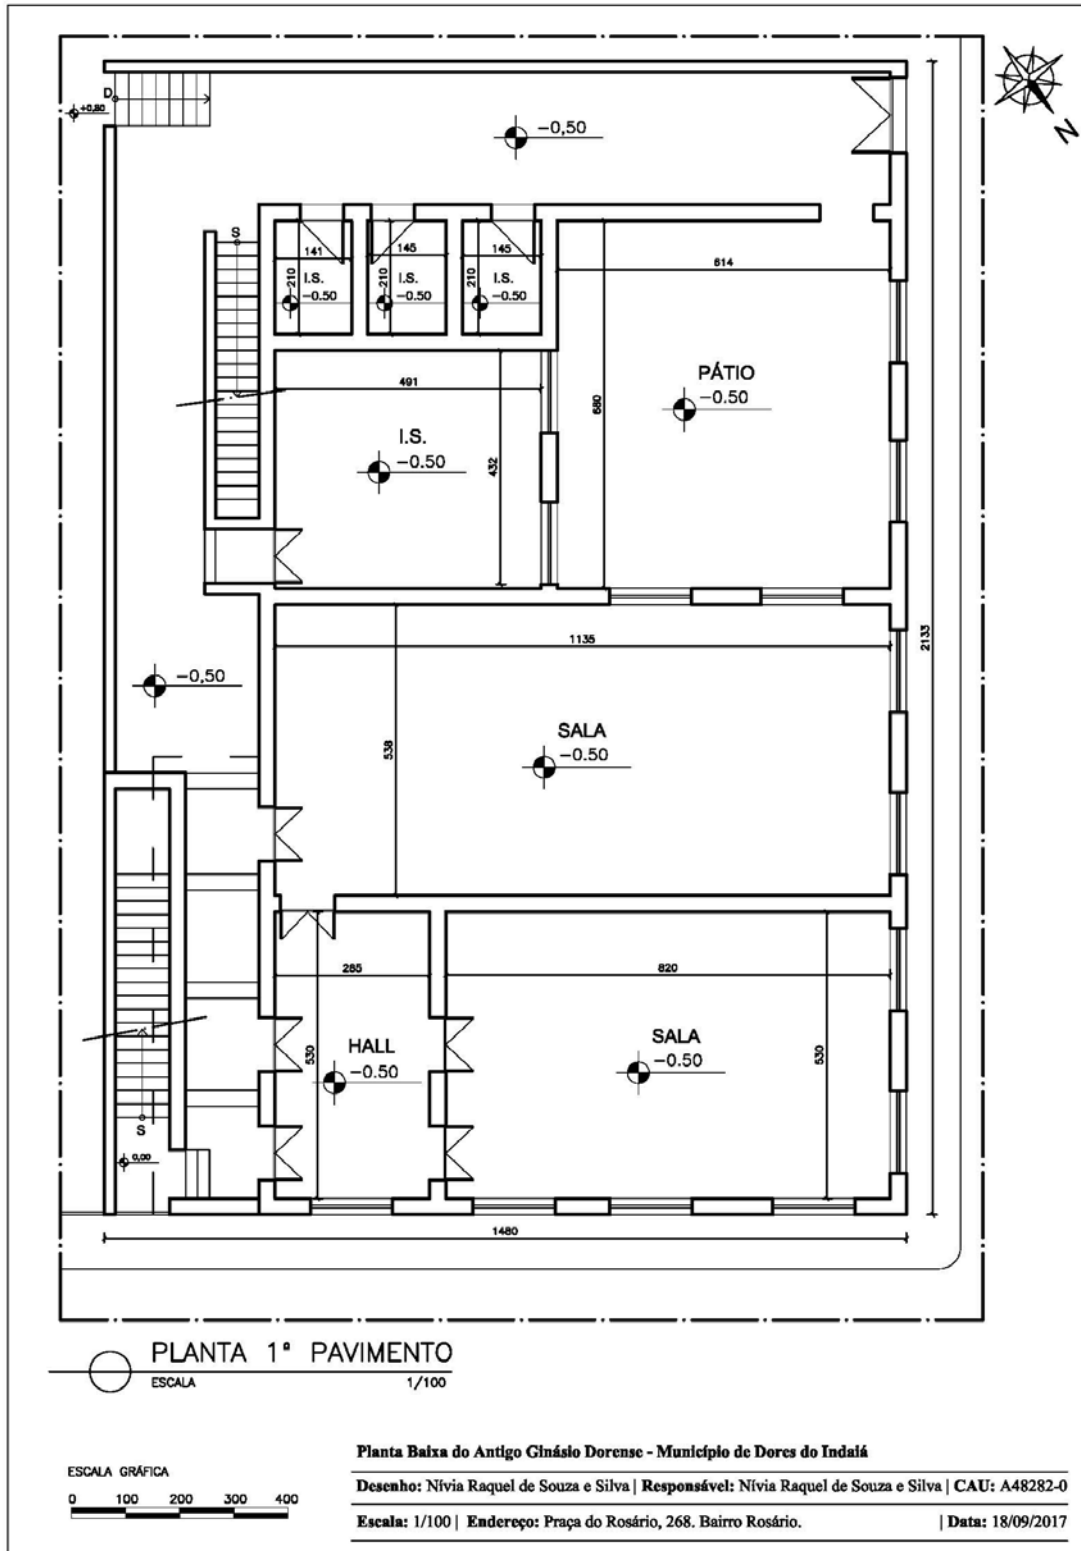 N
D
+0,80
-0,50
S
141
145
145
614
210
I.S.
-0.50
210
I.S.
-0.50
210
I.S.
-0.50
PÁTIO
-0.50
491
680
I.S.
-0.50
432
1135
2133
-0,50
538
SALA
-0.50
285
820
530
HALL
-0.50
SALA
-0.50
530
S
0,00
1480
PLANTA 1ª PAVIMENTO
ESCALA 1/100
Planta Baixa do Antigo Ginásio Dorense - Município de Dores do Indaiá
ESCALA GRÁFICA
Desenho: Nívia Raquel de Souza e Silva | Responsável: Nívia Raquel de Souza e Silva | CAU: A48282-0
0 100 200 300 400
Escala: 1/100 | Endereço: Praça do Rosário, 268. Bairro Rosário. | Data: 18/09/2017